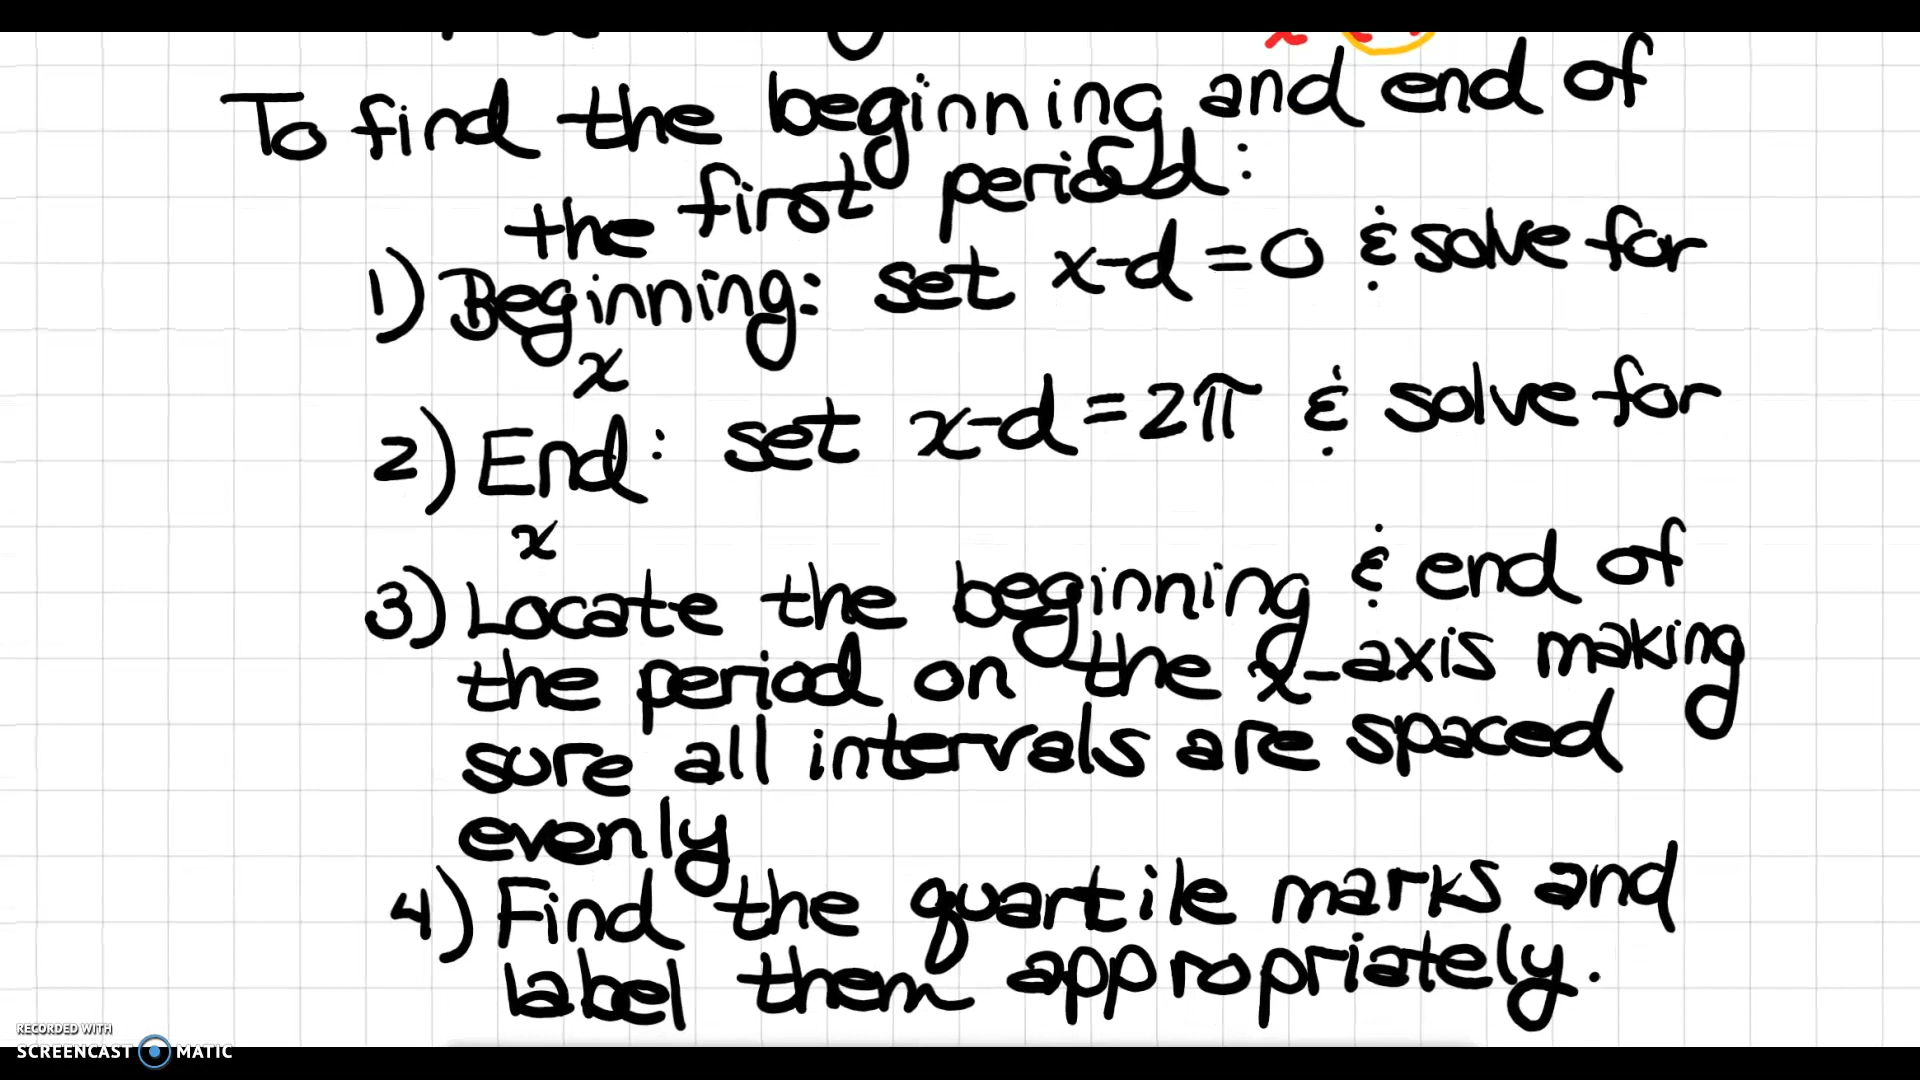 To find the beginning and end of
the first period:
1) Beginning: set x-d=0 & solve for
x
2) End: set x-d=2π & solve for
x
3) Locate the beginning & end of
the period on the x-axis making
sure all intervals are spaced
evenly
4) Find the quartile marks and
label them appropriately.
RECORDED WITH
SCREENCAST MATIC